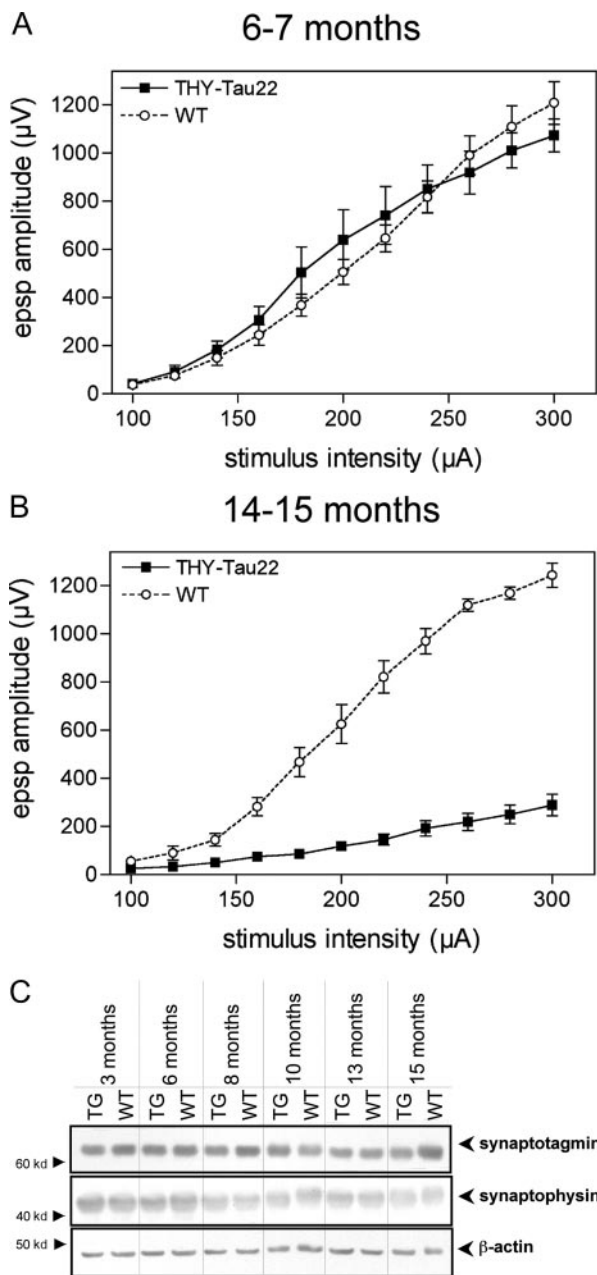 A
6-7 months
THY-Tau22
WT
epsp amplitude (µV)
1200
1000
800
600
400
200
0
100 150 200 250 300
stimulus intensity (µA)
B
14-15 months
THY-Tau22
WT
epsp amplitude (µV)
1200
1000
800
600
400
200
0
100 150 200 250 300
stimulus intensity (µA)
C
3 months 6 months 8 months 10 months 13 months 15 months
TG WT TG WT TG WT TG WT TG WT TG WT
60 kd synaptotagmin
40 kd synaptophysin
50 kd β-actin